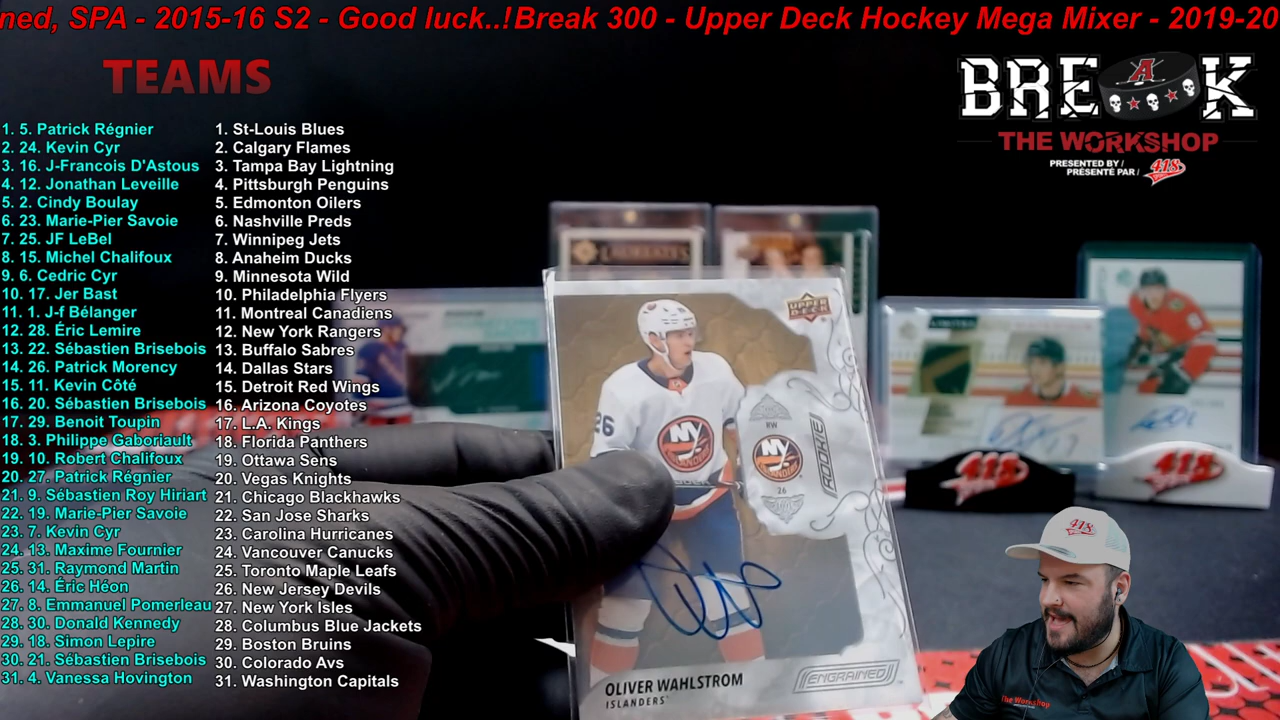 ned, SPA - 2015-16 S2 - Good luck..!Break 300 - Upper Deck Hockey Mega Mixer - 2019-20
TEAMS
BREAK
THE WORKSHOP
PRESENTED BY /
PRÉSENTÉ PAR /
418
1. 5. Patrick Régnier
2. 24. Kevin Cyr
3. 16. J-Francois D'Astous
4. 12. Jonathan Leveille
5. 2. Cindy Boulay
6. 23. Marie-Pier Savoie
7. 25. JF LeBel
8. 15. Michel Chalifoux
9. 6. Cedric Cyr
10. 17. Jer Bast
11. 1. J-f Bélanger
12. 28. Éric Lemire
13. 22. Sébastien Brisebois
14. 26. Patrick Morency
15. 11. Kevin Côté
16. 20. Sébastien Brisebois
17. 29. Benoit Toupin
18. 3. Philippe Gaboriault
19. 10. Robert Chalifoux
20. 27. Patrick Régnier
21. 9. Sébastien Roy Hiriart
22. 19. Marie-Pier Savoie
23. 7. Kevin Cyr
24. 13. Maxime Fournier
25. 31. Raymond Martin
26. 14. Éric Héon
27. 8. Emmanuel Pomerleau
28. 30. Donald Kennedy
29. 18. Simon Lepire
30. 21. Sébastien Brisebois
31. 4. Vanessa Hovington
1. St-Louis Blues
2. Calgary Flames
3. Tampa Bay Lightning
4. Pittsburgh Penguins
5. Edmonton Oilers
6. Nashville Preds
7. Winnipeg Jets
8. Anaheim Ducks
9. Minnesota Wild
10. Philadelphia Flyers
11. Montreal Canadiens
12. New York Rangers
13. Buffalo Sabres
14. Dallas Stars
15. Detroit Red Wings
16. Arizona Coyotes
17. L.A. Kings
18. Florida Panthers
19. Ottawa Sens
20. Vegas Knights
21. Chicago Blackhawks
22. San Jose Sharks
23. Carolina Hurricanes
24. Vancouver Canucks
25. Toronto Maple Leafs
26. New Jersey Devils
27. New York Isles
28. Columbus Blue Jackets
29. Boston Bruins
30. Colorado Avs
31. Washington Capitals
UPPER DECK
26
NY
RW
NY
26
ROOKIE
OLIVER WAHLSTROM
ISLANDERS
ENGRAINED
418
418
418
The Workshop